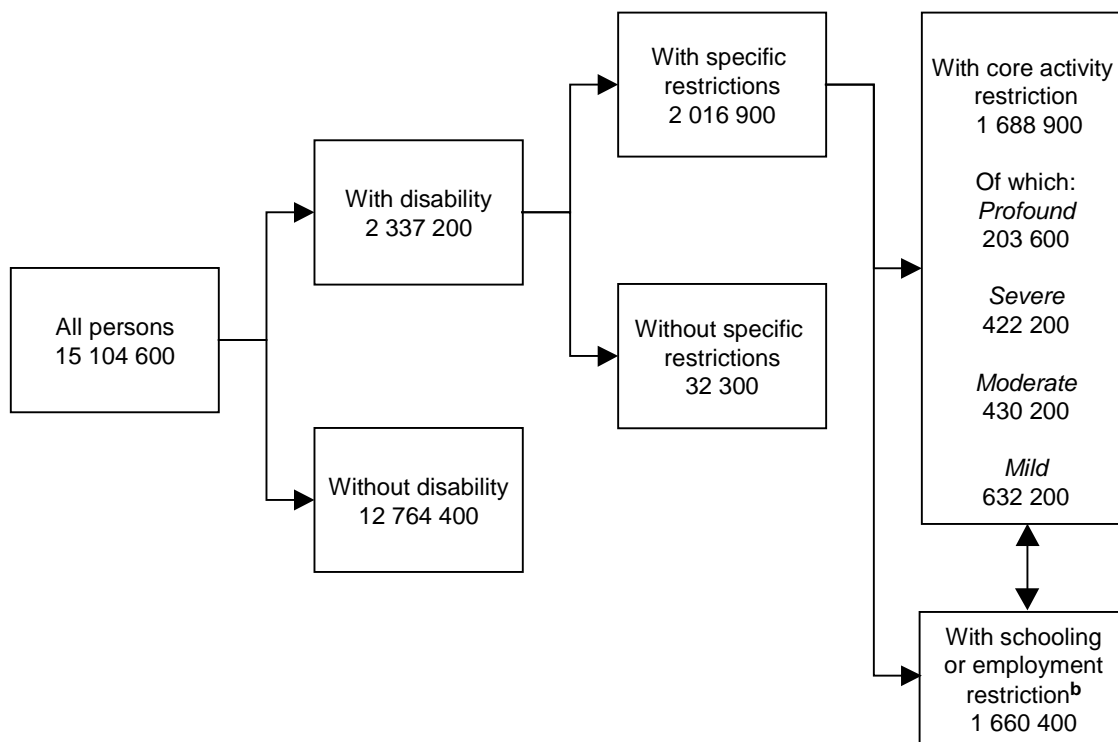 All persons
15 104 600
With disability
2 337 200
Without disability
12 764 400
With specific
restrictions
2 016 900
Without specific
restrictions
32 300
With core activity
restriction
1 688 900
Of which:
Profound
203 600
Severe
422 200
Moderate
430 200
Mild
632 200
With schooling
or employment
restrictionb
1 660 400